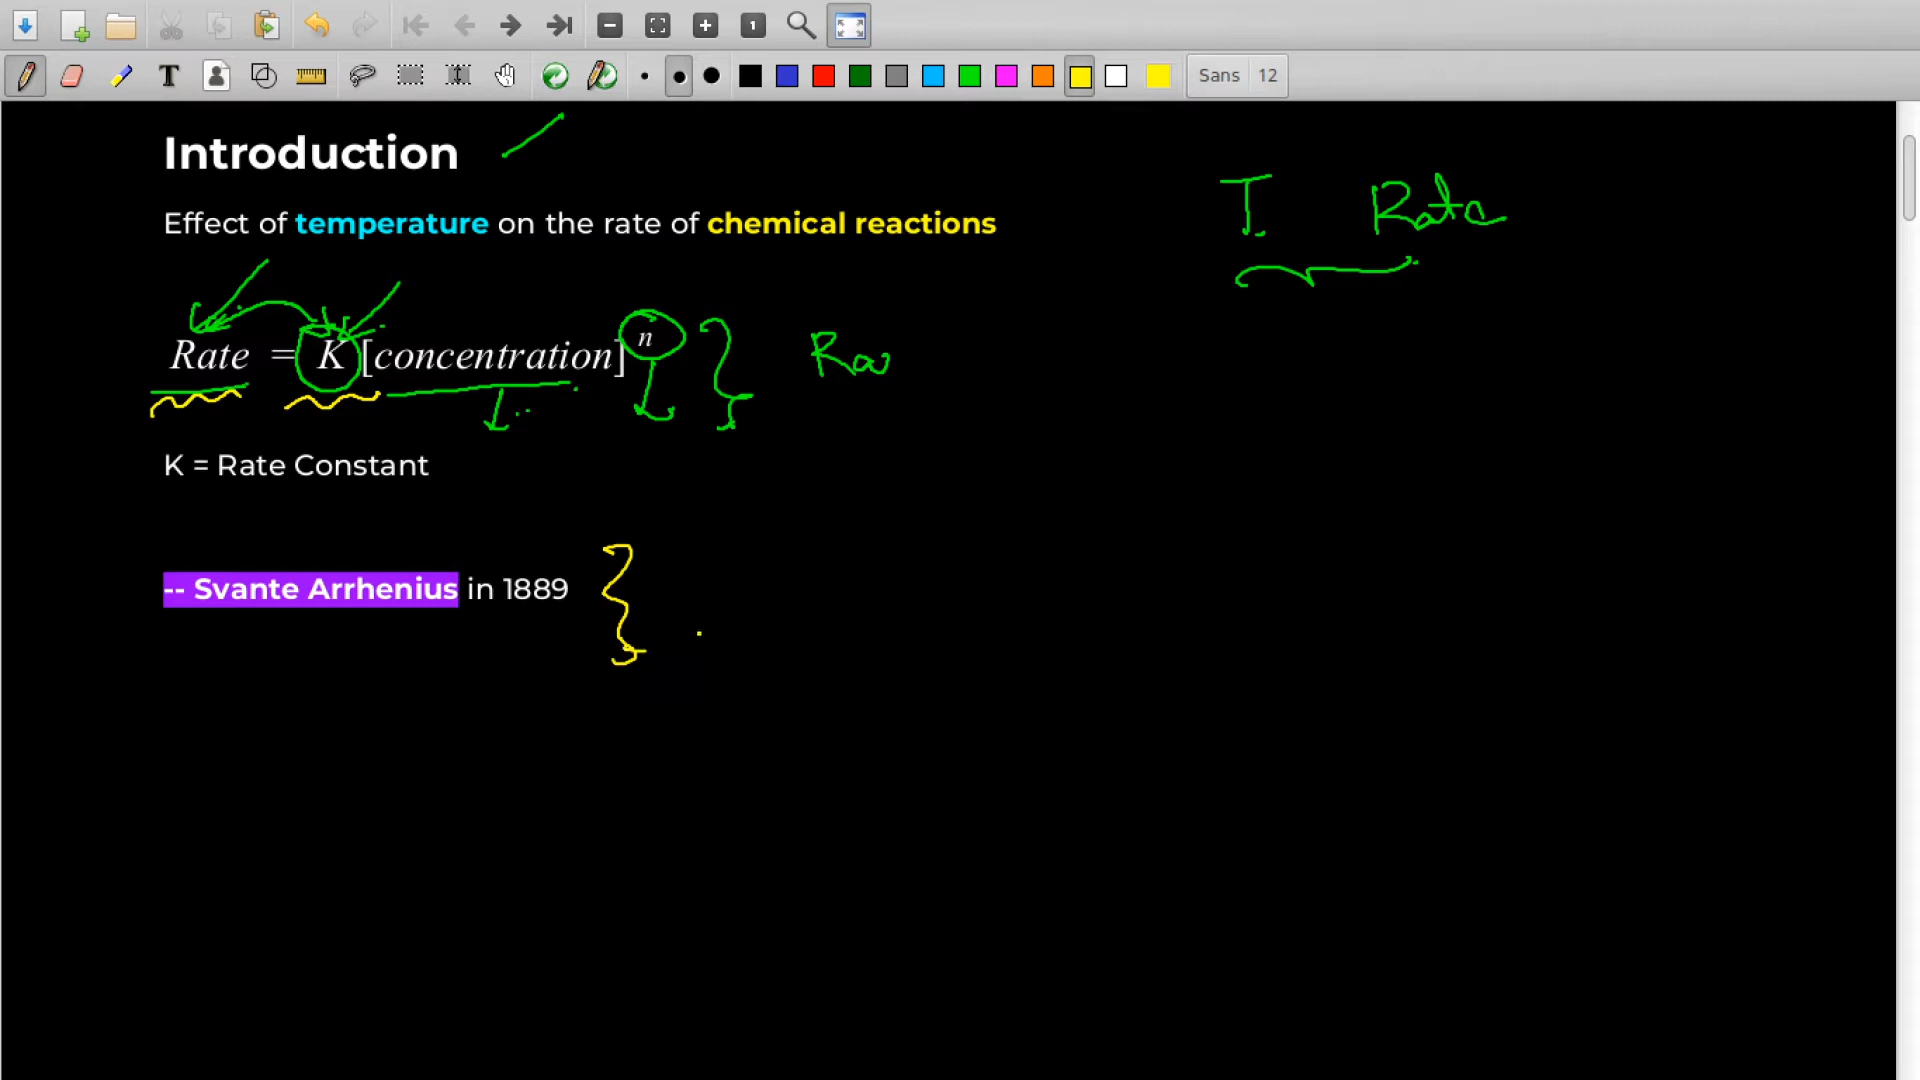 Sans 12
Introduction
Effect of temperature on the rate of chemical reactions
T Rate
Rate = K [concentration] n
Ra
K = Rate Constant
-- Svante Arrhenius in 1889